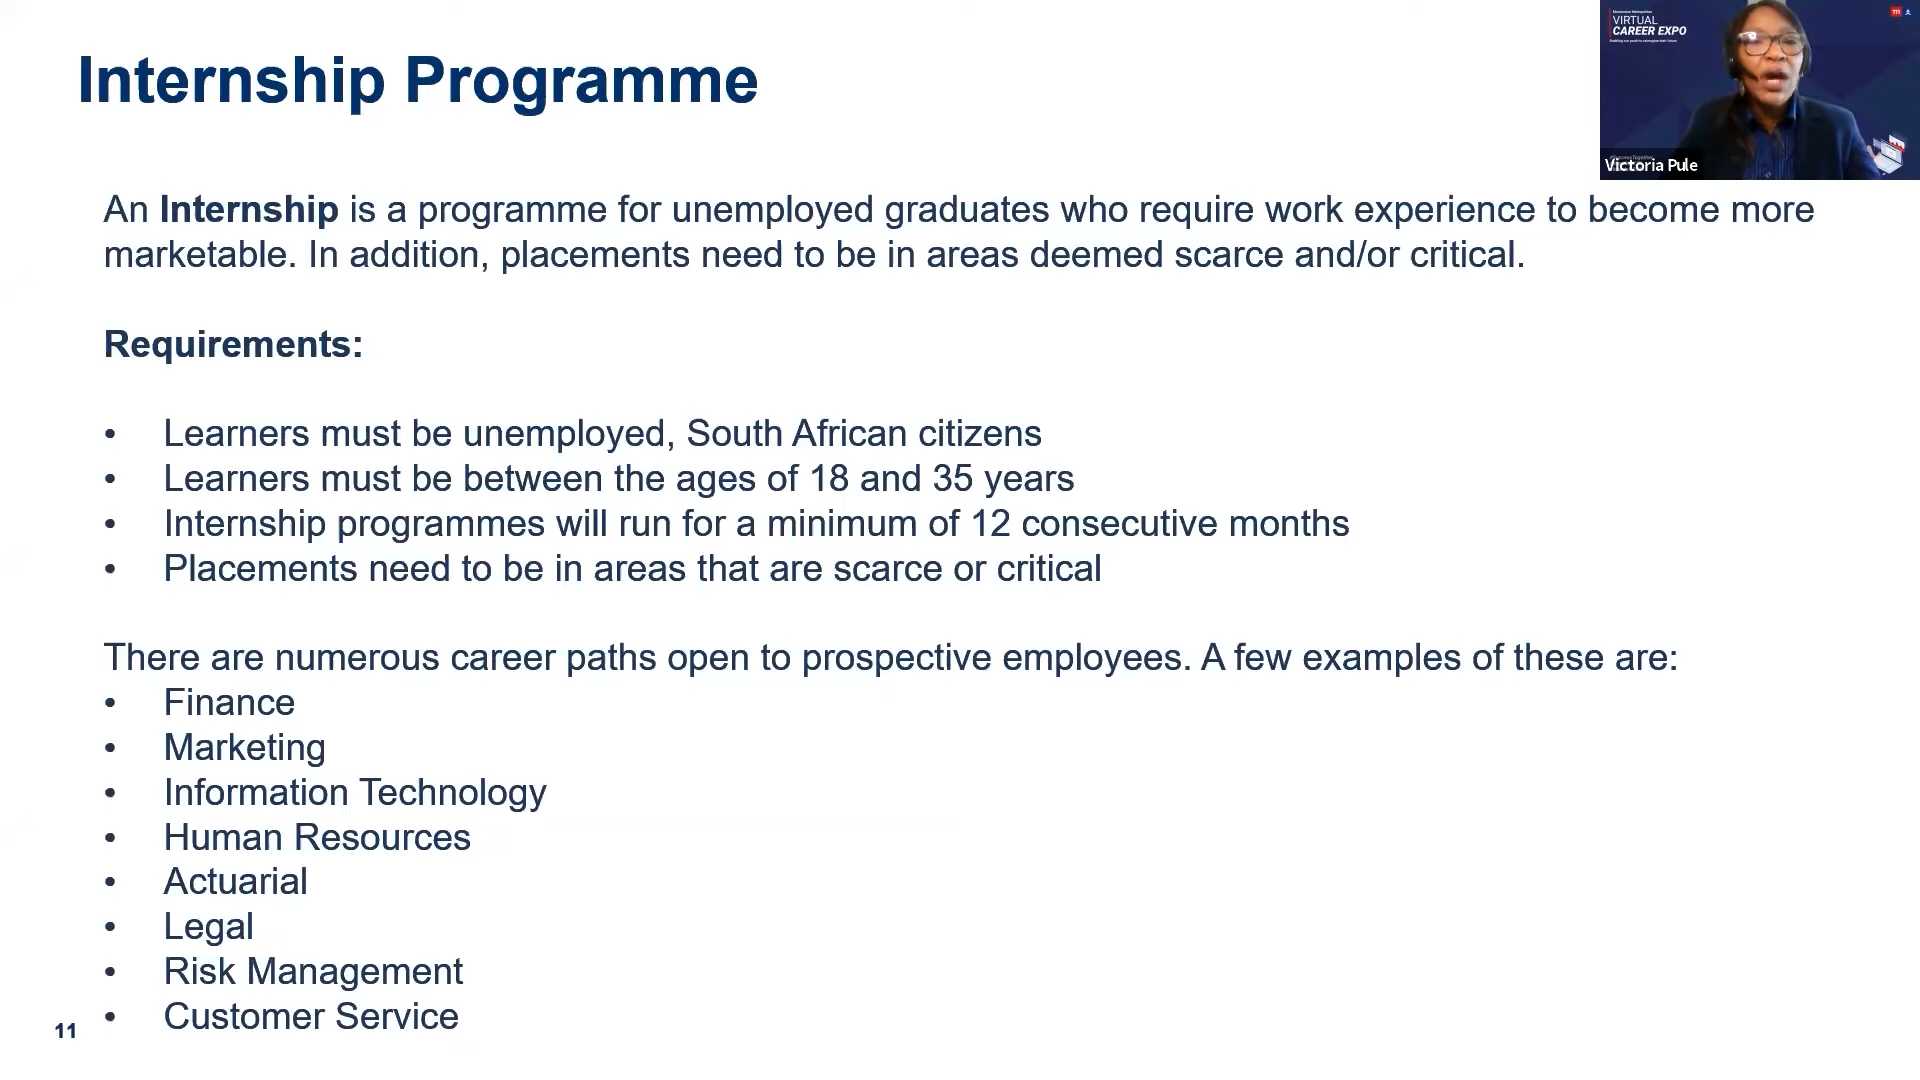 Internship Programme
Momentum Metropolitan
VIRTUAL
CAREER EXPO
Victoria Pule
An Internship is a programme for unemployed graduates who require work experience to become more
marketable. In addition, placements need to be in areas deemed scarce and/or critical.
Requirements:
• Learners must be unemployed, South African citizens
• Learners must be between the ages of 18 and 35 years
• Internship programmes will run for a minimum of 12 consecutive months
• Placements need to be in areas that are scarce or critical
There are numerous career paths open to prospective employees. A few examples of these are:
• Finance
• Marketing
• Information Technology
• Human Resources
• Actuarial
• Legal
• Risk Management
• Customer Service
11